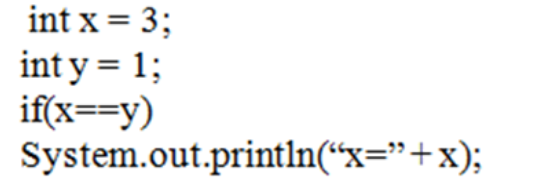 int x = 3;
int y = 1;
if(x==y)
System.out.println(“x=”+x);